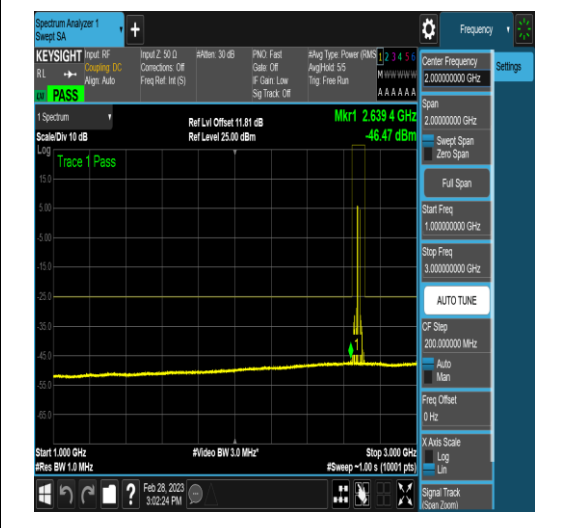 Spectrum Analyzer 1
Swept SA
Frequency
KEYSIGHT
RL
Input: RF
Coupling: DC
Align: Auto
Input Z: 50 Ω
Corrections: Off
Freq Ref: Int (S)
#Atten: 30 dB
PNO: Fast
Gate: Off
IF Gain: Low
Sig Track: Off
#Avg Type: Power (RMS
Avg|Hold: 5/5
Trig: Free Run
1 2 3 4 5 6
M W W W W W
A A A A A A
PASS
1 Spectrum
Scale/Div 10 dB
Ref Lvl Offset 11.81 dB
Ref Level 25.00 dBm
Mkr1 2.639 4 GHz
-46.47 dBm
Log
Trace 1 Pass
15.0
5.00
-5.00
-15.0
-25.0
-35.0
-45.0
-55.0
-65.0
1
Start 1.000 GHz
#Res BW 1.0 MHz
#Video BW 3.0 MHz*
Stop 3.000 GHz
#Sweep ~1.00 s (10001 pts)
Feb 28, 2023
3:02:24 PM
Center Frequency
2.000000000 GHz
Span
2.00000000 GHz
Swept Span
Zero Span
Full Span
Start Freq
1.000000000 GHz
Stop Freq
3.000000000 GHz
AUTO TUNE
CF Step
200.000000 MHz
Auto
Man
Freq Offset
0 Hz
X Axis Scale
Log
Lin
Signal Track
(Span Zoom)
Settings